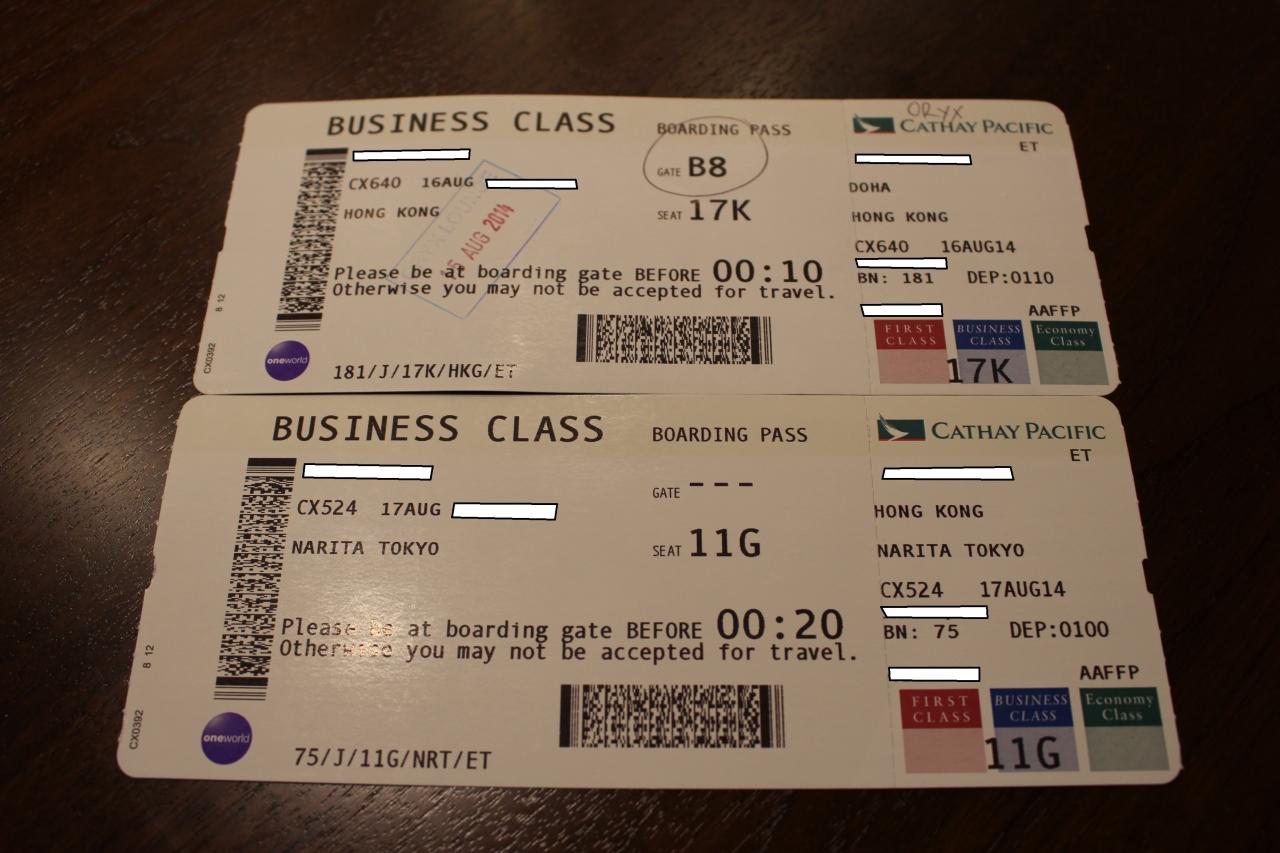 BUSINESS CLASS
BOARDING PASS
CX640 16AUG
GATE B8
HONG KONG
SEAT 17K
AUG 2014
Please be at boarding gate BEFORE 00:10
Otherwise you may not be accepted for travel.
8 12
CX0392
oneworld
181/J/17K/HKG/ET
ORYX
CATHAY PACIFIC
ET
DOHA
HONG KONG
CX640 16AUG14
BN: 181 DEP:0110
AAFFP
FIRST CLASS
BUSINESS CLASS
Economy Class
17K
BUSINESS CLASS
BOARDING PASS
CX524 17AUG
GATE ---
NARITA TOKYO
SEAT 11G
Please be at boarding gate BEFORE 00:20
Otherwise you may not be accepted for travel.
8 12
CX0392
oneworld
75/J/11G/NRT/ET
CATHAY PACIFIC
ET
HONG KONG
NARITA TOKYO
CX524 17AUG14
BN: 75 DEP:0100
AAFFP
FIRST CLASS
BUSINESS CLASS
Economy Class
11G